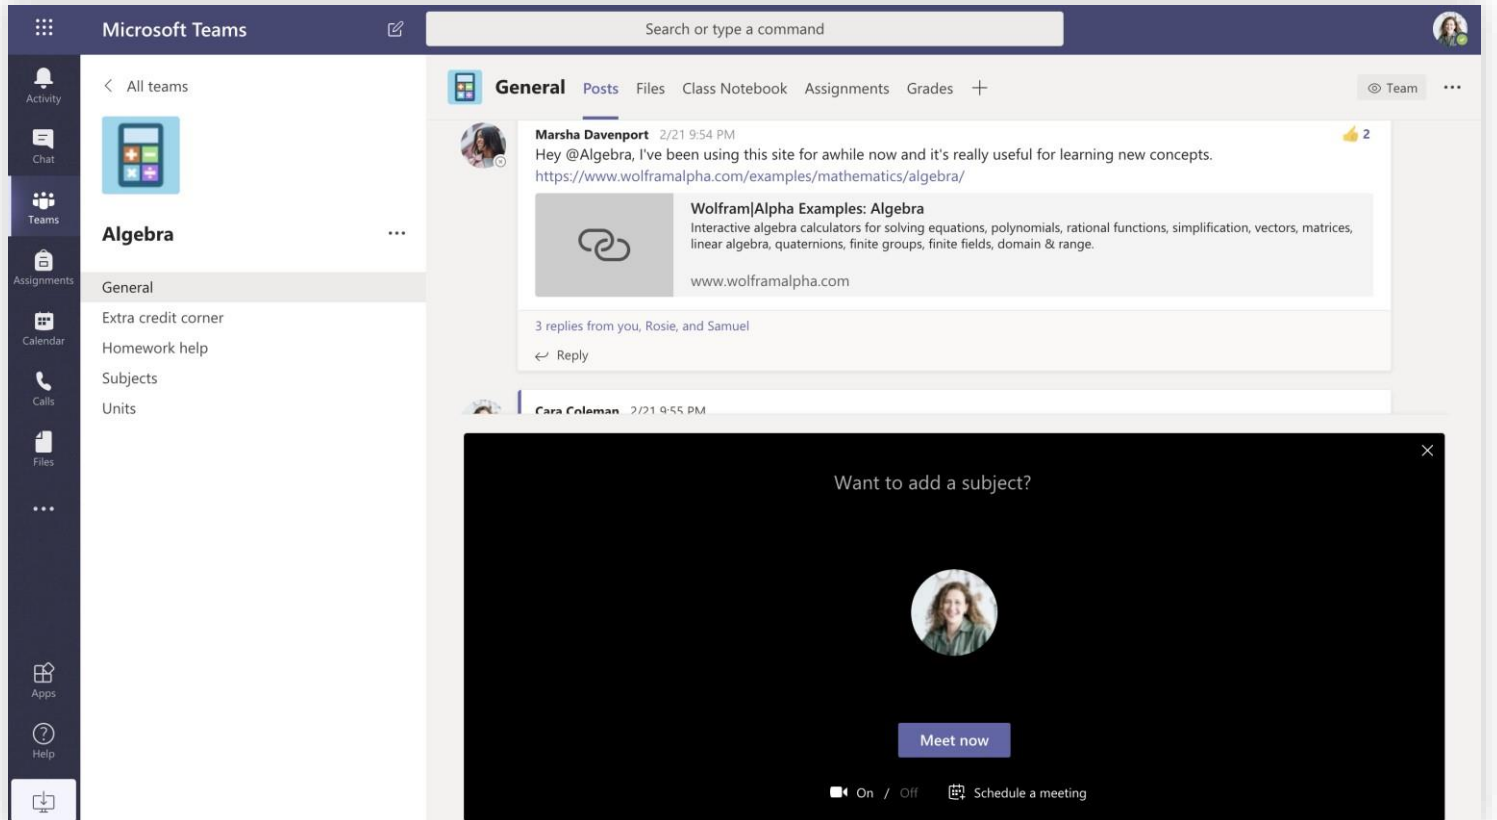 Microsoft Teams
Search or type a command
Activity
Chat
Teams
Assignments
Calendar
Calls
Files
Apps
Help
All teams
Algebra
General
Extra credit corner
Homework help
Subjects
Units
General Posts Files Class Notebook Assignments Grades
Team
Marsha Davenport 2/21 9:54 PM
2
Hey @Algebra, I've been using this site for awhile now and it's really useful for learning new concepts.
https://www.wolframalpha.com/examples/mathematics/algebra/
Wolfram|Alpha Examples: Algebra
Interactive algebra calculators for solving equations, polynomials, rational functions, simplification, vectors, matrices,
linear algebra, quaternions, finite groups, finite fields, domain & range.
www.wolframalpha.com
3 replies from you, Rosie, and Samuel
Reply
Cara Coleman 2/21 9:55 PM
Want to add a subject?
Meet now
On / Off Schedule a meeting